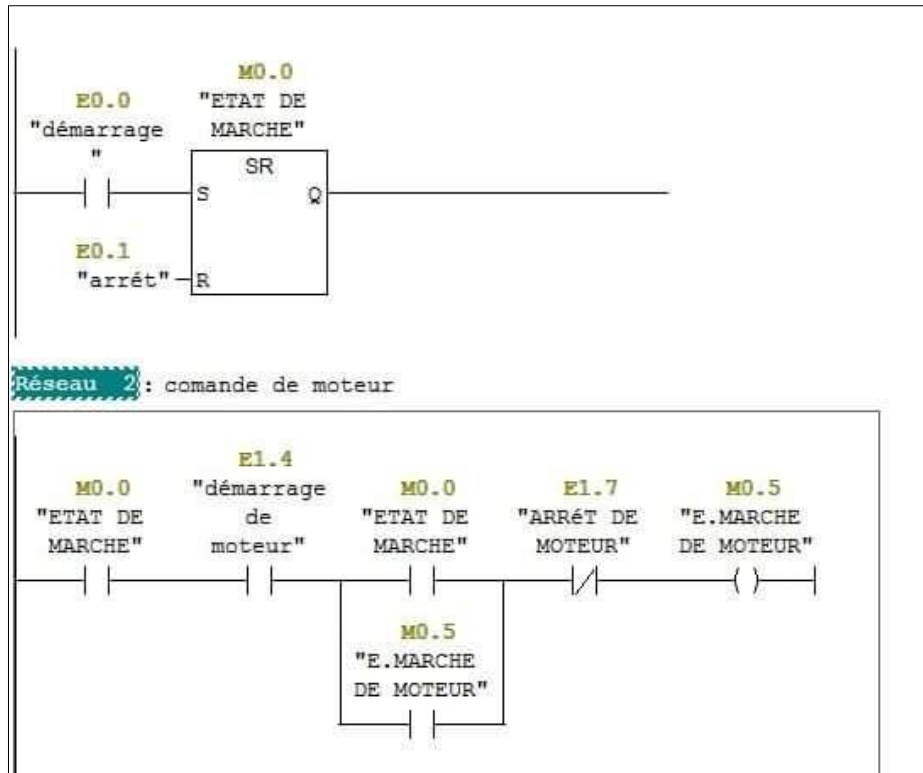 M0.0
E0.0
"ETAT DE
"démarrage
MARCHE"
"
SR
S
Q
E0.1
"arrét"
R
Réseau 2: comande de moteur
E1.4
M0.0
"démarrage
M0.0
E1.7
M0.5
"ETAT DE
de
"ETAT DE
"ARRéT DE
"E.MARCHE
MARCHE"
moteur"
MARCHE"
MOTEUR"
DE MOTEUR"
M0.5
"E.MARCHE
DE MOTEUR"